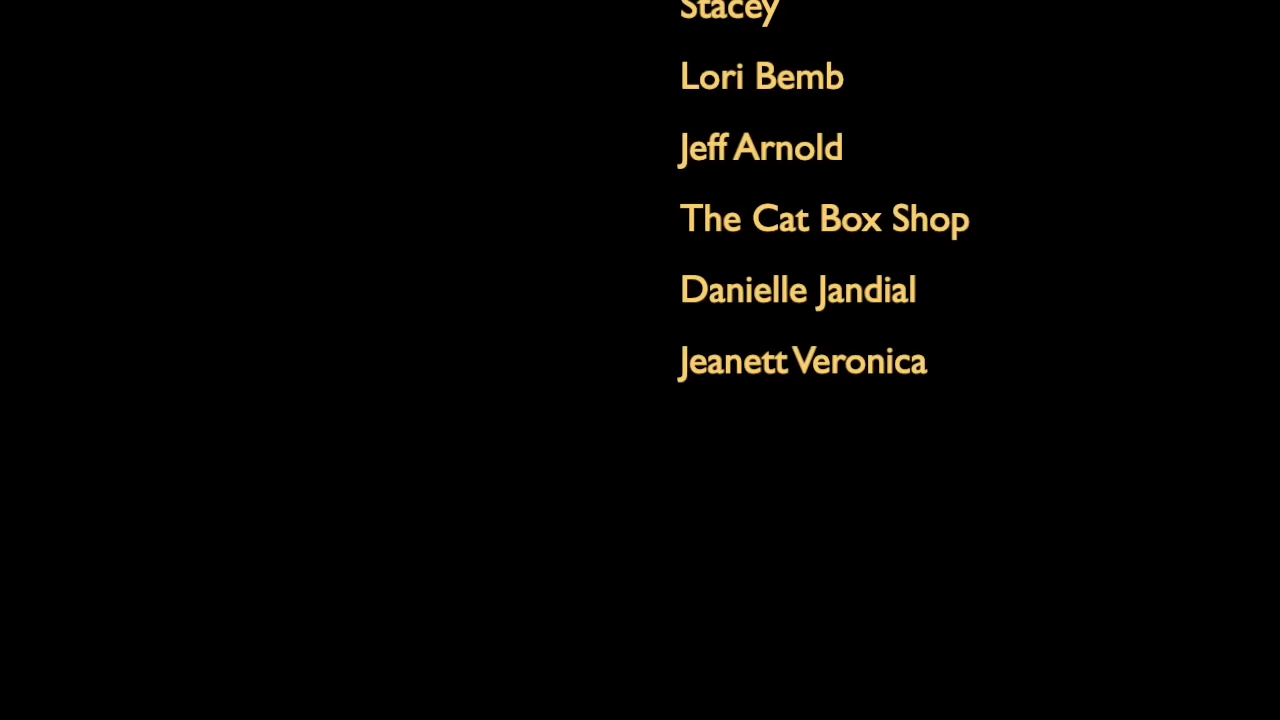 Stacey
Lori Bemb
Jeff Arnold
The Cat Box Shop
Danielle Jandial
Jeanett Veronica